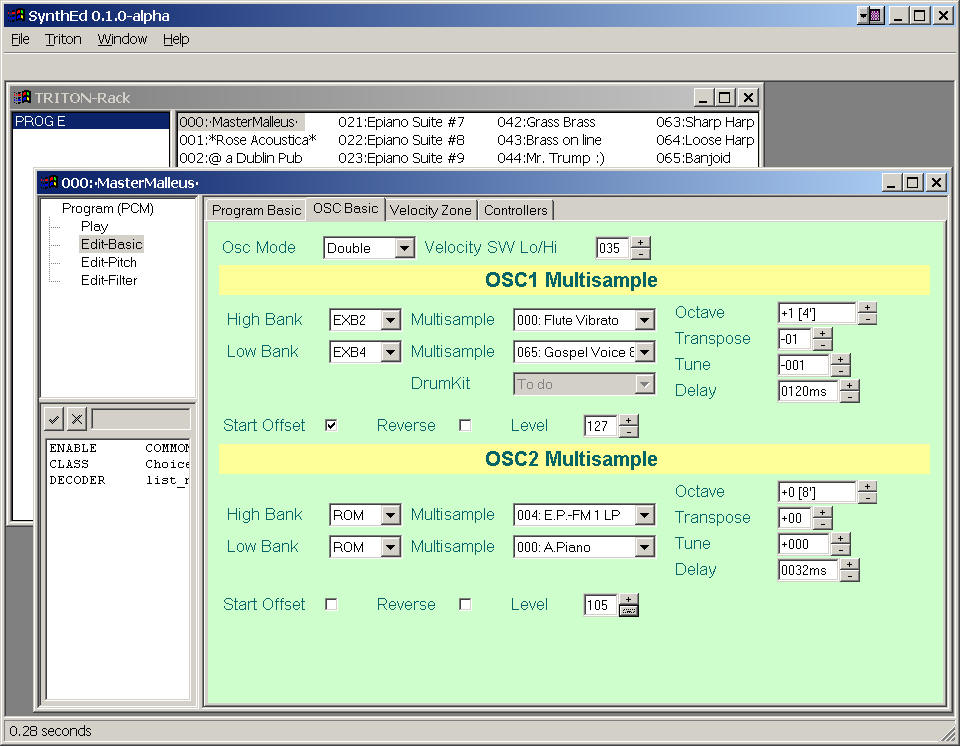 SynthEd 0.1.0-alpha
File Triton Window Help
TRITON-Rack
PROG E
000:·MasterMalleus· 021:Epiano Suite #7 042:Grass Brass 063:Sharp Harp
001:*Rose Acoustica* 022:Epiano Suite #8 043:Brass on line 064:Loose Harp
002:@ a Dublin Pub 023:Epiano Suite #9 044:Mr. Trump :) 065:Banjoid
000:·MasterMalleus·
Program (PCM)
Play
Edit-Basic
Edit-Pitch
Edit-Filter
ENABLE COMMON
CLASS Choice
DECODER list_r
Program Basic OSC Basic Velocity Zone Controllers
Osc Mode Double Velocity SW Lo/Hi 035 + -
OSC1 Multisample
High Bank EXB2 Multisample 000: Flute Vibrato
Low Bank EXB4 Multisample 065: Gospel Voice
DrumKit To do
Octave +1 [4'] + -
Transpose -01 + -
Tune -001 + -
Delay 0120ms + -
Start Offset Reverse Level 127 + -
OSC2 Multisample
High Bank ROM Multisample 004: E.P.-FM 1 LP
Low Bank ROM Multisample 000: A.Piano
Octave +0 [8'] + -
Transpose +00 + -
Tune +000 + -
Delay 0032ms + -
Start Offset Reverse Level 105 +
0.28 seconds